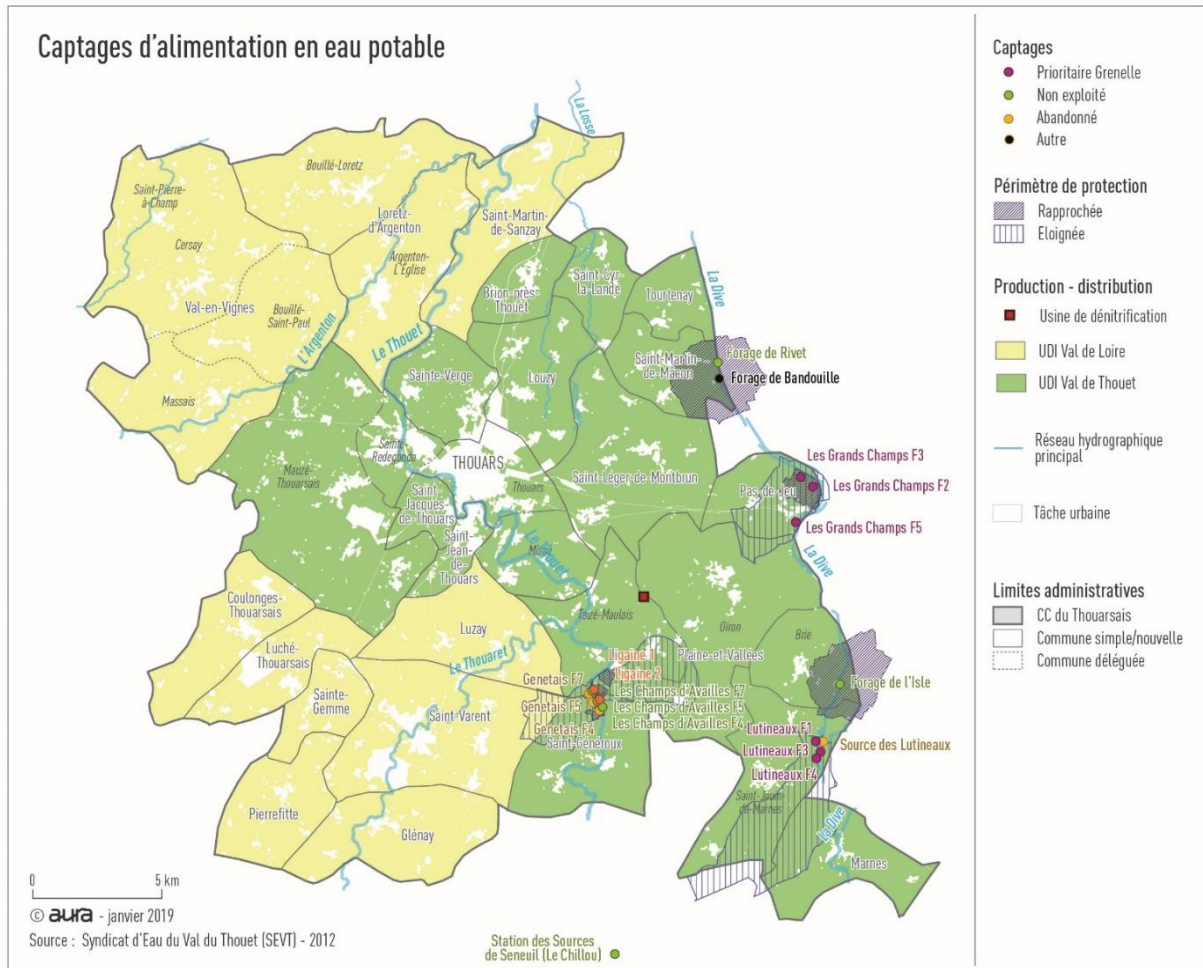 Captages d'alimentation en eau potable
La Losse
Bouillé-Loretz
Saint-Pierre-
à-Champ
Loretz-
d'Argenton
Saint-Martin-
de-Sanzay
Cersay
Argenton-
L'Église
Saint-Cyr-
la-Lande
Brion-près-
Thouet
Tourtenay
La Dive
Val-en-Vignes
Bouillé-
Saint-Paul
L'Argenton
Le Thouet
Forage de Rivet
Saint-Martin-
de-Mâcon
Forage de Bandouille
Sainte-Verge
Louzy
Massais
Sainte-
Radegonde
THOUARS
Mauzé-
Thouarsais
Saint-Léger-de-Montbrun
Thouars
Les Grands Champs F3
Les Grands Champs F2
Pas-de-Jeu
Saint-
Jacques-
de-Thouars
Les Grands Champs F5
Saint-
Jean-
de-
Thouars
Le Thouet
Missé
La Dive
Coulonges-
Thouarsais
Luzay
Taizé-Maulais
Oiron
Brie
Luché-
Thouarsais
Le Thouaret
Ligaine 1
Ligaine 2
Plaine-et-Vallées
Sainte-
Gemme
Genetais F7
Les Champs d'Availles F7
Forage de l'Isle
Genetais F5
Les Champs d'Availles F5
Saint-Varent
Genetais F4
Les Champs d'Availles F4
Saint-Généroux
Lutineaux F1
Source des Lutineaux
Lutineaux F3
Lutineaux F4
Saint-Jouin-
de-Marnes
Pierrefitte
Glénay
La Dive
Marnes
0 5 km
© aura - janvier 2019
Source : Syndicat d'Eau du Val du Thouet (SEVT) - 2012
Station des Sources
de Seneuil (Le Chillou)
Captages
Prioritaire Grenelle
Non exploité
Abandonné
Autre
Périmètre de protection
Rapprochée
Eloignée
Production - distribution
Usine de dénitrification
UDI Val de Loire
UDI Val de Thouet
Réseau hydrographique
principal
Tâche urbaine
Limites administratives
CC du Thouarsais
Commune simple/nouvelle
Commune déléguée